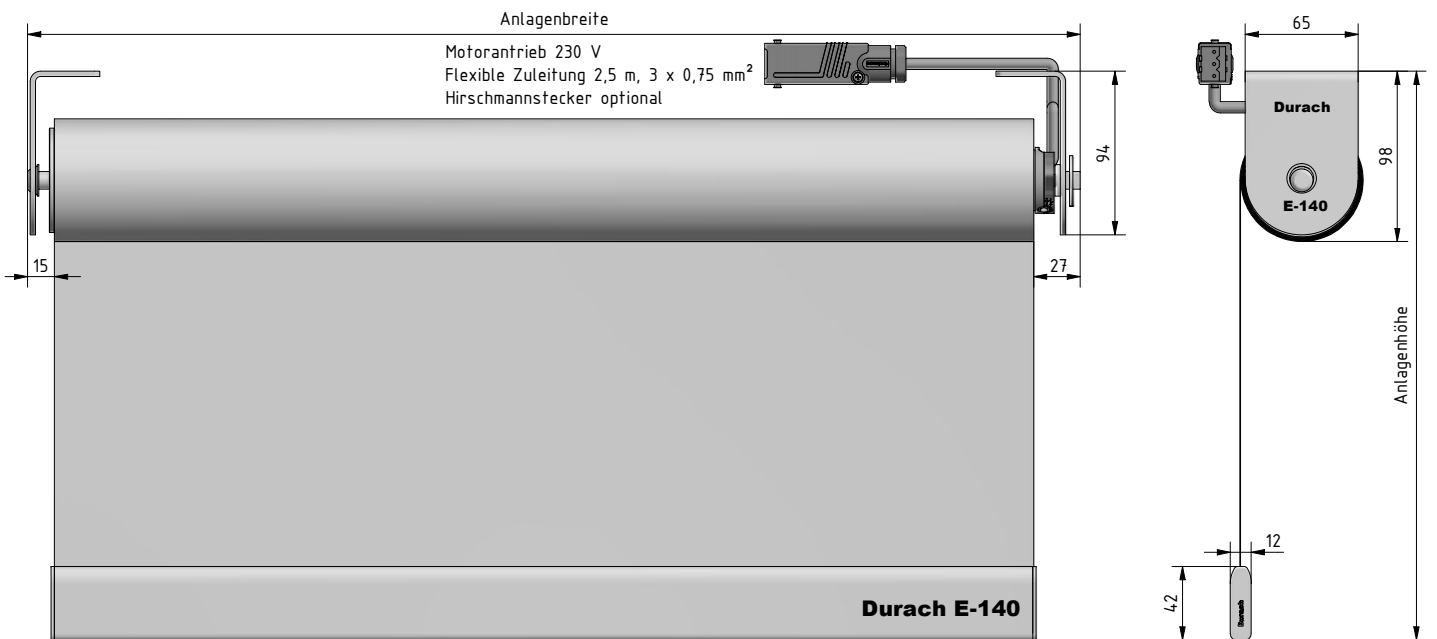 Anlagenbreite
Motorantrieb 230 V
Flexible Zuleitung 2,5 m, 3 x 0,75 mm²
Hirschmannstecker optional
65
Durach
94
98
E-140
15
27
Anlagenhöhe
12
42
Durach E-140
Durach